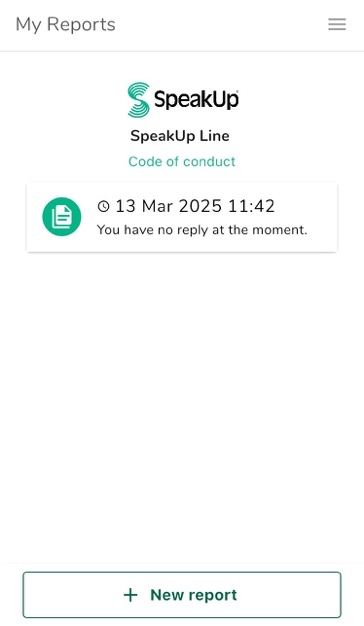 My Reports
SpeakUp
SpeakUp Line
Code of conduct
13 Mar 2025 11:42
You have no reply at the moment.
+ New report